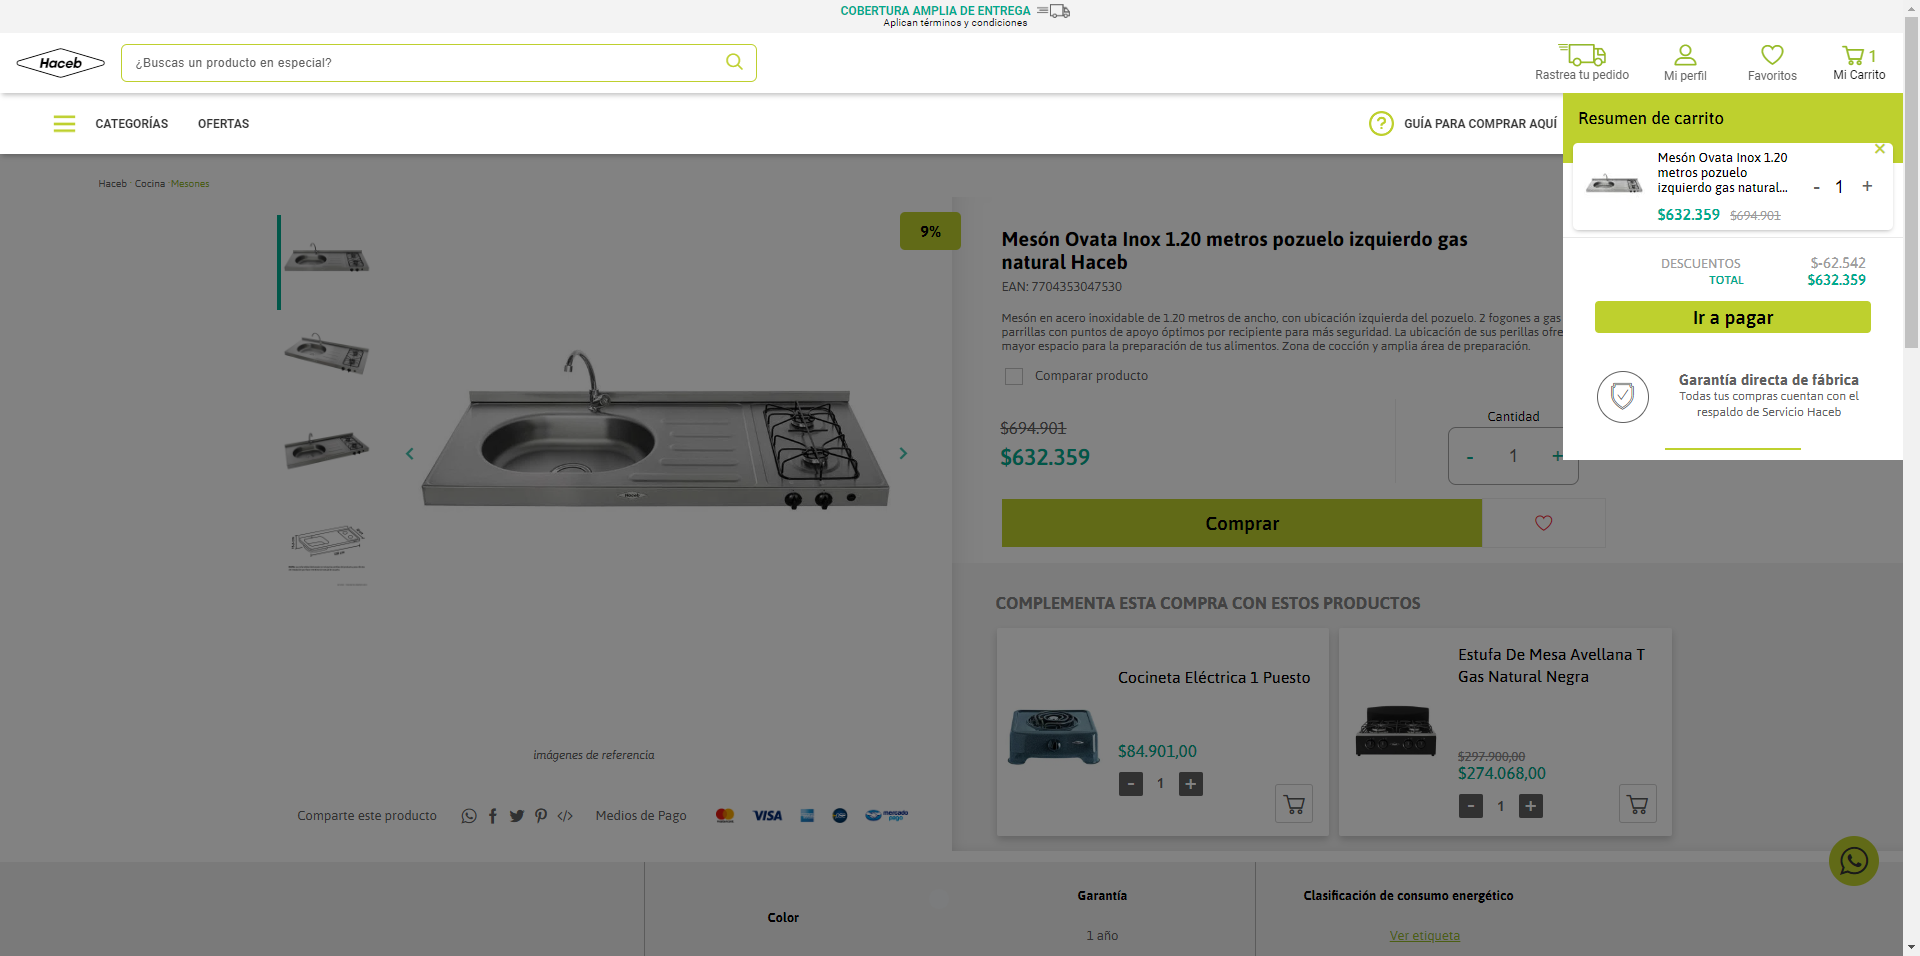 COBERTURA AMPLIA DE ENTREGA
Aplican términos y condiciones
Haceb
¿Buscas un producto en especial?
Rastrea tu pedido
Mi perfil
Favoritos
1
Mi Carrito
CATEGORÍAS
OFERTAS
? GUÍA PARA COMPRAR AQUÍ
Resumen de carrito
Mesón Ovata Inox 1.20
metros pozuelo
izquierdo gas natural...
- 1 +
$632.359 $694.901
DESCUENTOS $-62.542
TOTAL $632.359
Ir a pagar
Garantía directa de fábrica
Todas tus compras cuentan con el
respaldo de Servicio Haceb
Haceb · Cocina · Mesones
9%
Mesón Ovata Inox 1.20 metros pozuelo izquierdo gas
natural Haceb
EAN: 7704353047530
Mesón en acero inoxidable de 1.20 metros de ancho, con ubicación izquierda del pozuelo. 2 fogones a gas
parrillas con puntos de apoyo óptimos por recipiente para más seguridad. La ubicación de sus perillas ofre
mayor espacio para la preparación de tus alimentos. Zona de cocción y amplia área de preparación.
Comparar producto
$694.901
$632.359
Cantidad
- 1 +
Comprar
Haceb
imágenes de referencia
Comparte este producto
Medios de Pago
VISA
mercado
pago
COMPLEMENTA ESTA COMPRA CON ESTOS PRODUCTOS
Cocineta Eléctrica 1 Puesto
$84.901,00
- 1 +
Estufa De Mesa Avellana T
Gas Natural Negra
$297.900,00
$274.068,00
- 1 +
Color
Garantía
1 año
Clasificación de consumo energético
Ver etiqueta